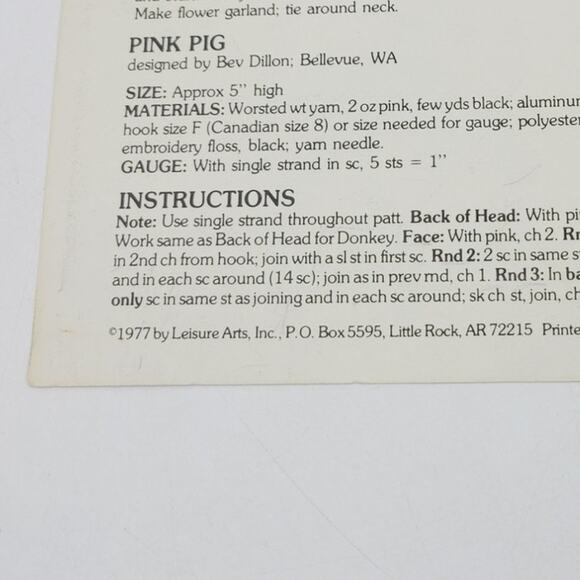 Make flower garland; tie around neck.
PINK PIG
designed by Bev Dillon; Bellevue, WA
SIZE: Approx 5" high
MATERIALS: Worsted wt yarn, 2 oz pink, few yds black; aluminum
hook size F (Canadian size 8) or size needed for gauge; polyester
embroidery floss, black; yarn needle.
GAUGE: With single strand in sc, 5 sts = 1"
INSTRUCTIONS
Note: Use single strand throughout patt. Back of Head: With pi
Work same as Back of Head for Donkey. Face: With pink, ch 2. Rn
in 2nd ch from hook; join with a sl st in first sc. Rnd 2: 2 sc in same s
and in each sc around (14 sc); join as in prev rnd, ch 1. Rnd 3: In ba
only sc in same st as joining and in each sc around; sk ch st, join, ch
©1977 by Leisure Arts, Inc., P.O. Box 5595, Little Rock, AR 72215 Printe